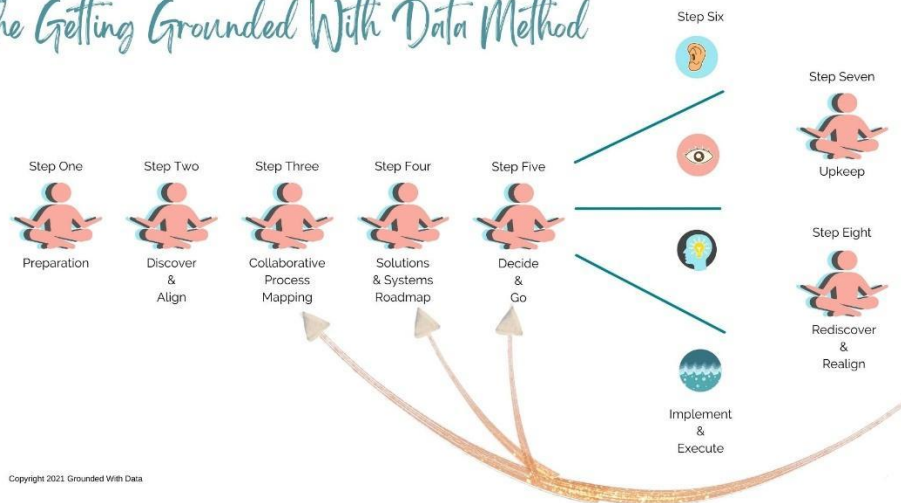 he Getting Grounded With Data Method
Step One
Preparation
Step Two
Discover
&
Align
Step Three
Collaborative
Process
Mapping
Step Four
Solutions
& Systems
Roadmap
Step Five
Decide
&
Go
Step Six
Implement
&
Execute
Step Seven
Upkeep
Step Eight
Rediscover
&
Realign
Copyright 2021 Grounded With Data